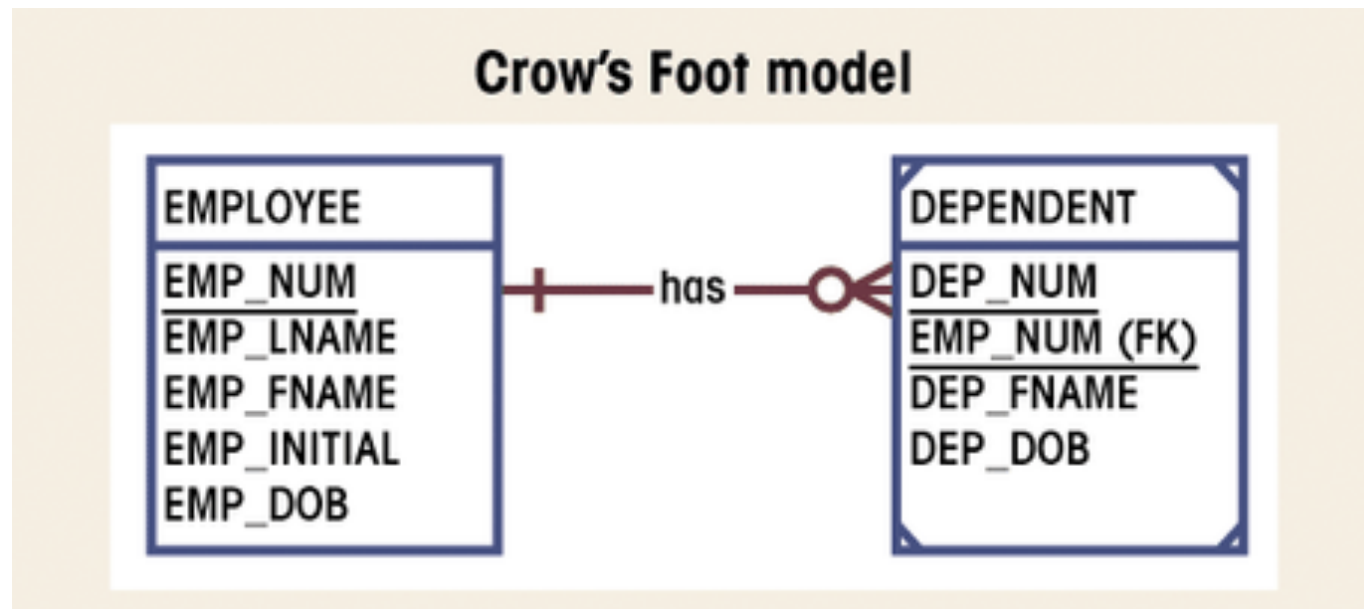 Crow's Foot model
EMPLOYEE
EMP_NUM
EMP_LNAME
EMP_FNAME
EMP_INITIAL
EMP_DOB
has
DEPENDENT
DEP_NUM
EMP_NUM (FK)
DEP_FNAME
DEP_DOB